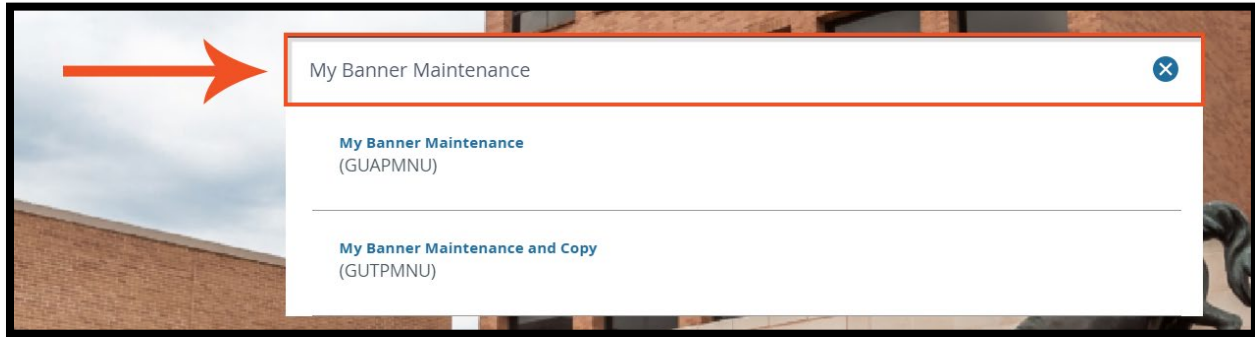 My Banner Maintenance
My Banner Maintenance
(GUAPMNU)
My Banner Maintenance and Copy
(GUTPMNU)